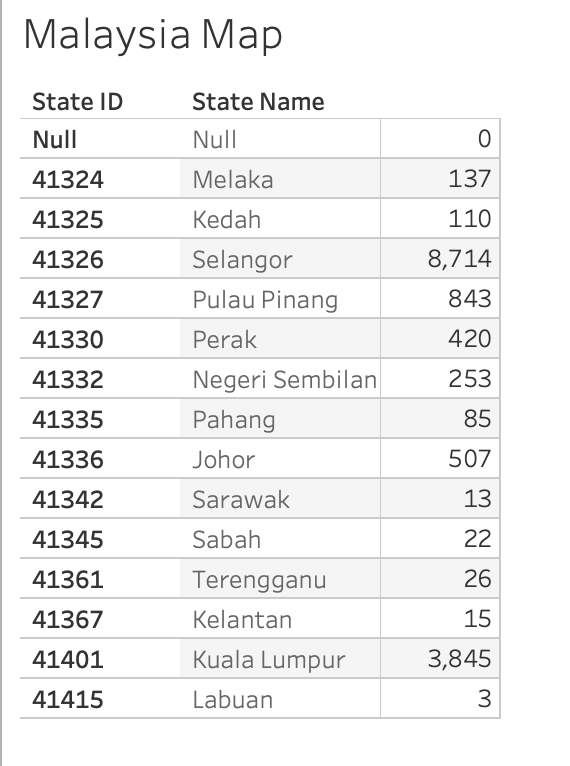 Malaysia Map
State ID State Name
Null Null 0
41324 Melaka 137
41325 Kedah 110
41326 Selangor 8,714
41327 Pulau Pinang 843
41330 Perak 420
41332 Negeri Sembilan 253
41335 Pahang 85
41336 Johor 507
41342 Sarawak 13
41345 Sabah 22
41361 Terengganu 26
41367 Kelantan 15
41401 Kuala Lumpur 3,845
41415 Labuan 3